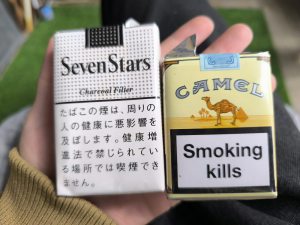 SevenStars
Charcoal Filter
たばこの煙は、周りの
人の健康に悪影響を
及ぼします。健康増
進法で禁じられてい
る場所では喫煙でき
ません。
CAMEL
Smoking
kills